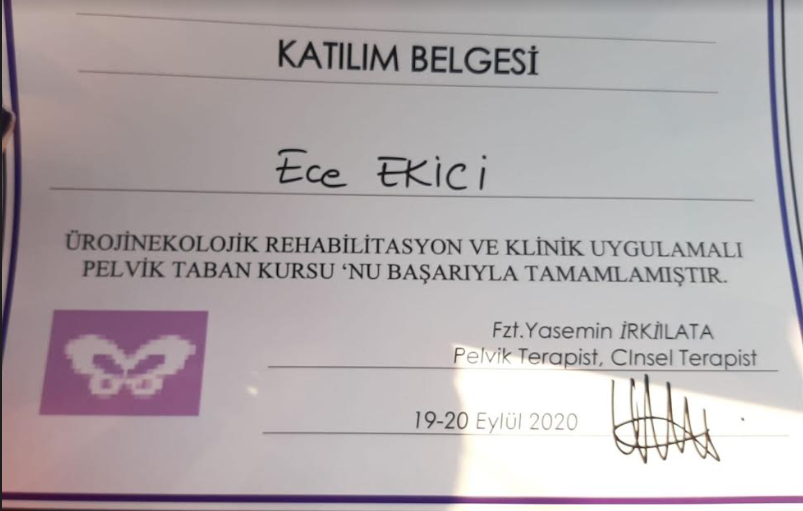 KATILIM BELGESİ
Ece EKİCİ
ÜROJİNEKOLOJİK REHABİLİTASYON VE KLİNİK UYGULAMALI
PELVİK TABAN KURSU ‘NU BAŞARIYLA TAMAMLAMIŞTIR.
Fzt.Yasemin İRKİLATA
Pelvik Terapist, CInsel Terapist
19-20 Eylül 2020